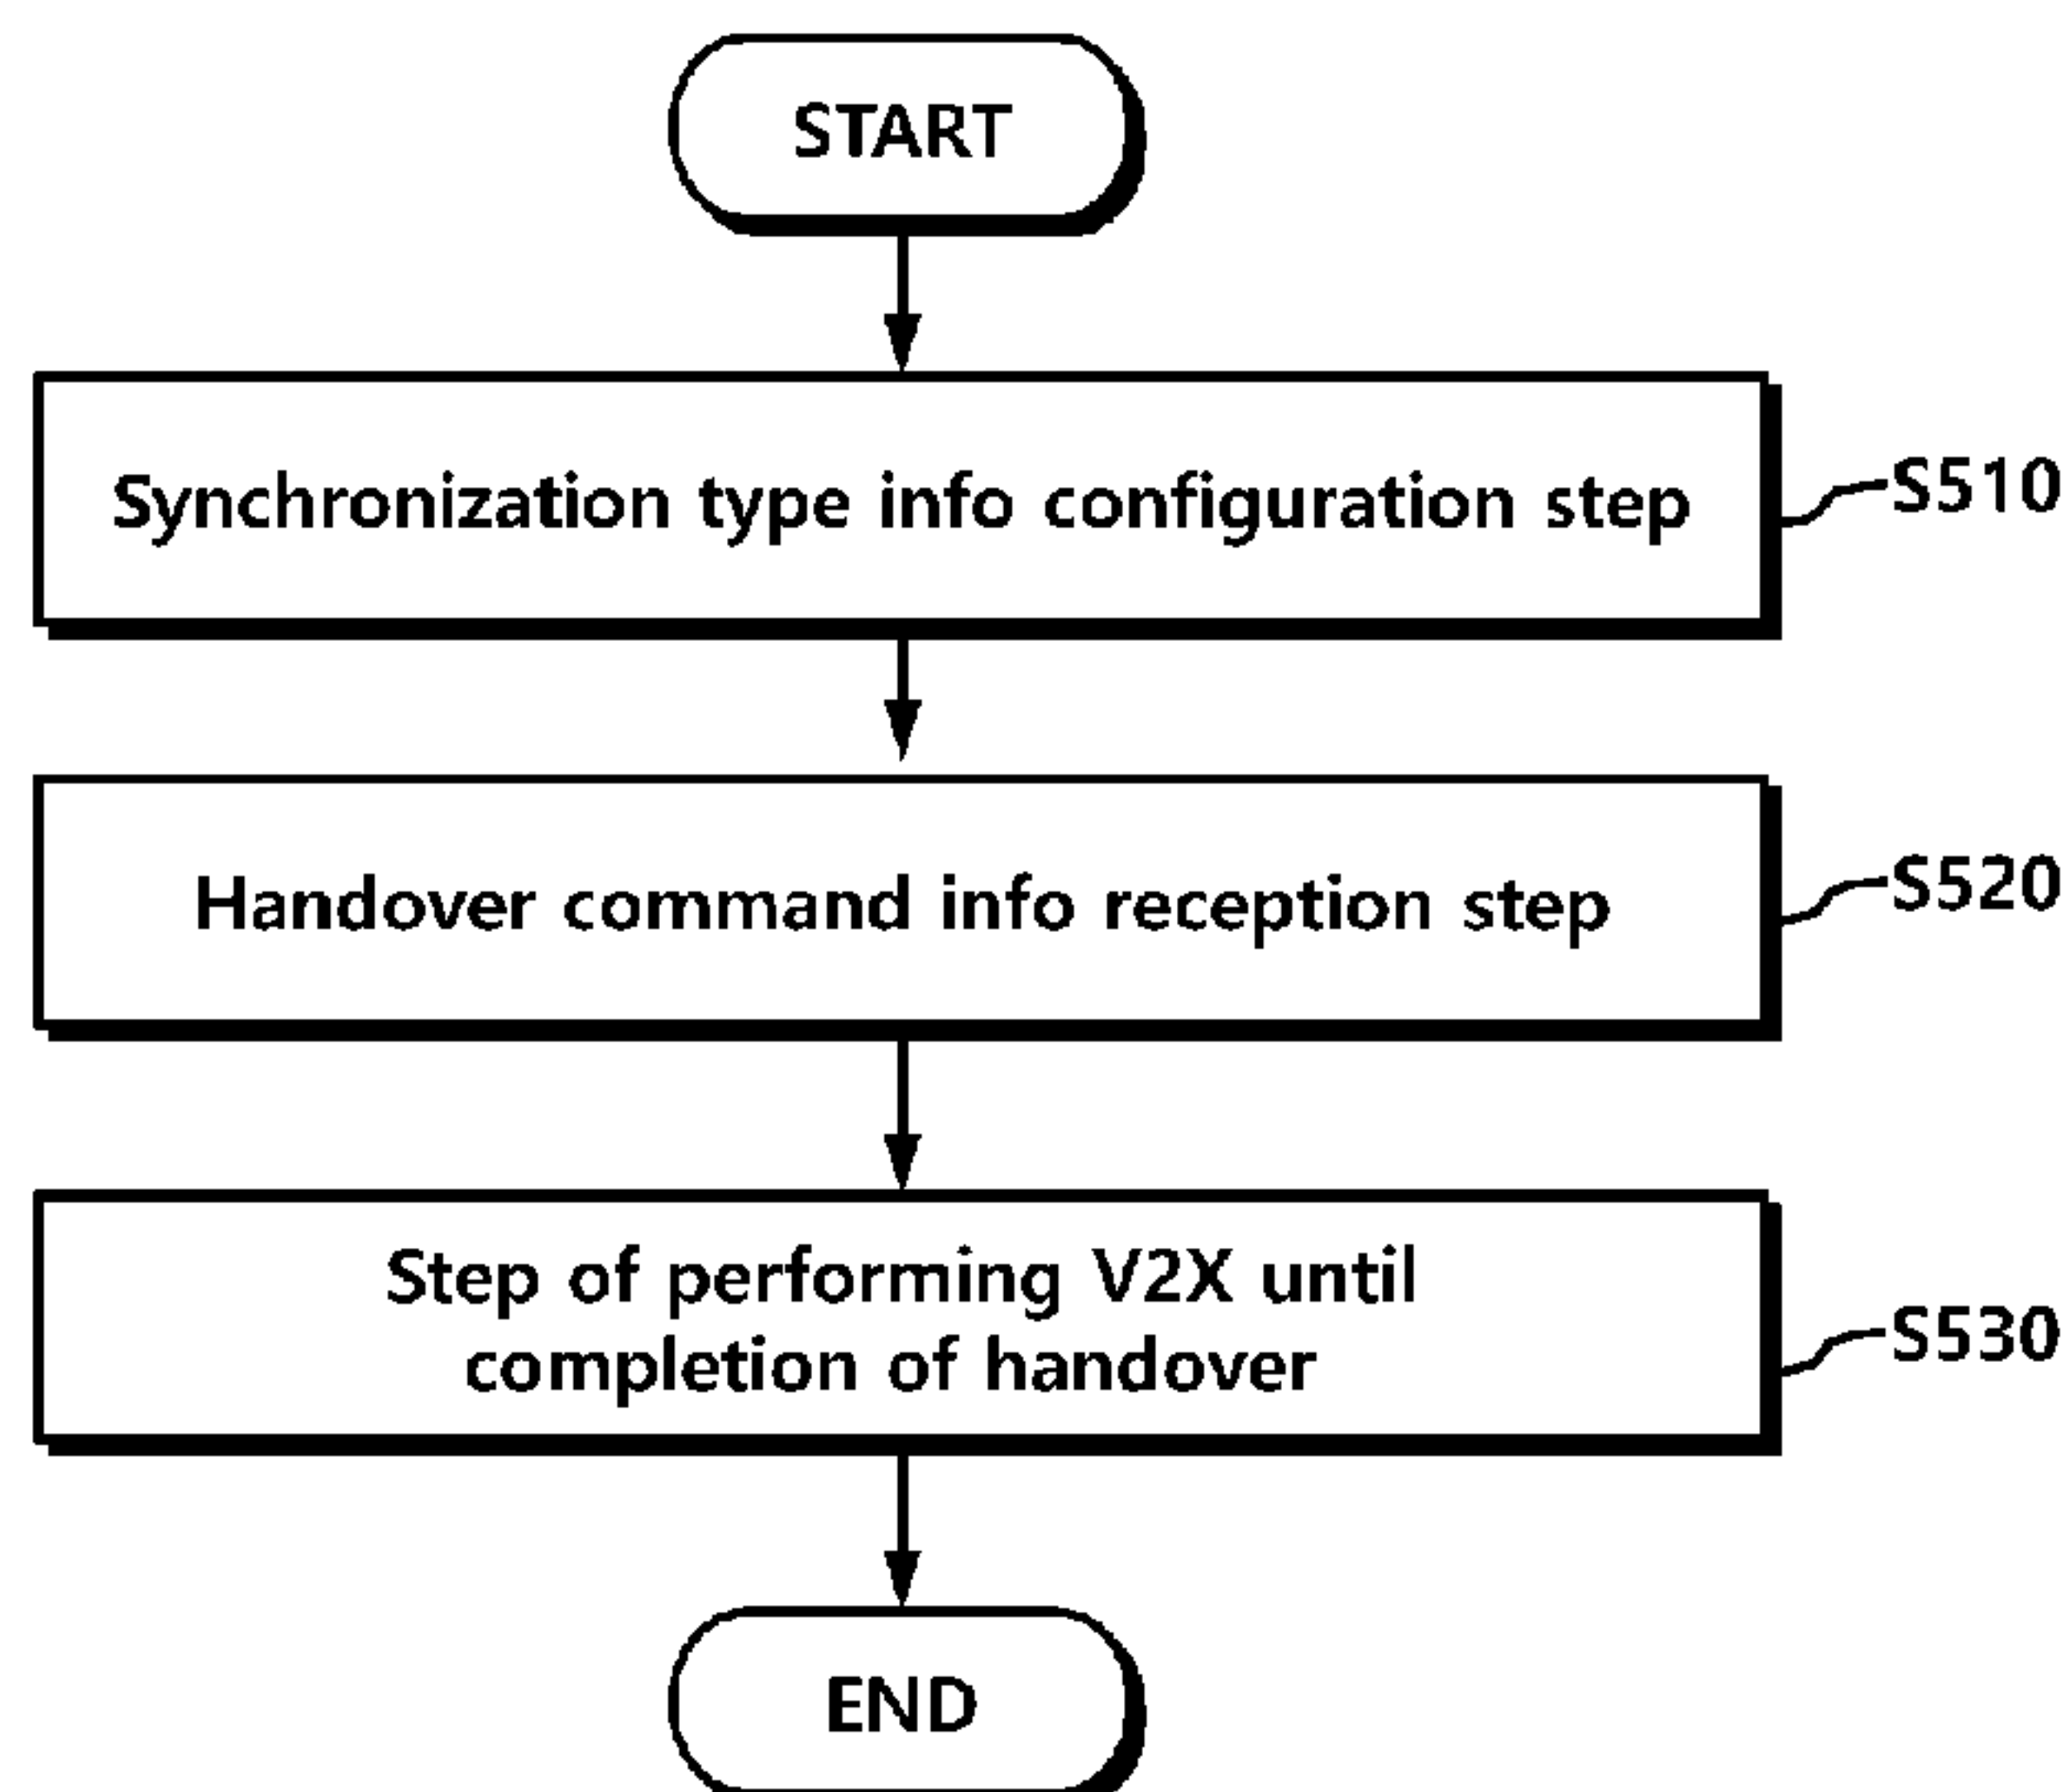 START
Synchronization type info configuration step
S510
Handover command info reception step
S520
Step of performing V2X until
completion of handover
S530
END